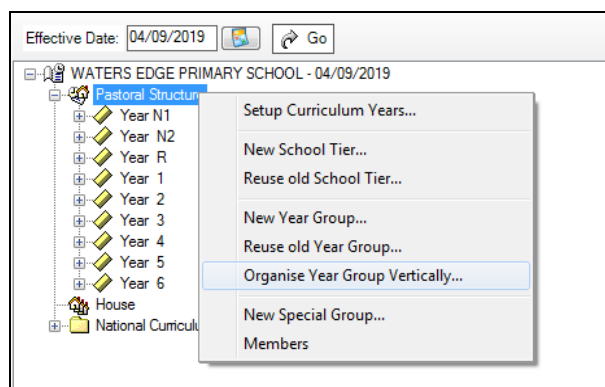 Effective Date: 04/09/2019 Go
WATERS EDGE PRIMARY SCHOOL - 04/09/2019
Pastoral Structure
Year N1
Year N2
Year R
Year 1
Year 2
Year 3
Year 4
Year 5
Year 6
House
National Curricul
Setup Curriculum Years...
New School Tier...
Reuse old School Tier...
New Year Group...
Reuse old Year Group...
Organise Year Group Vertically...
New Special Group...
Members